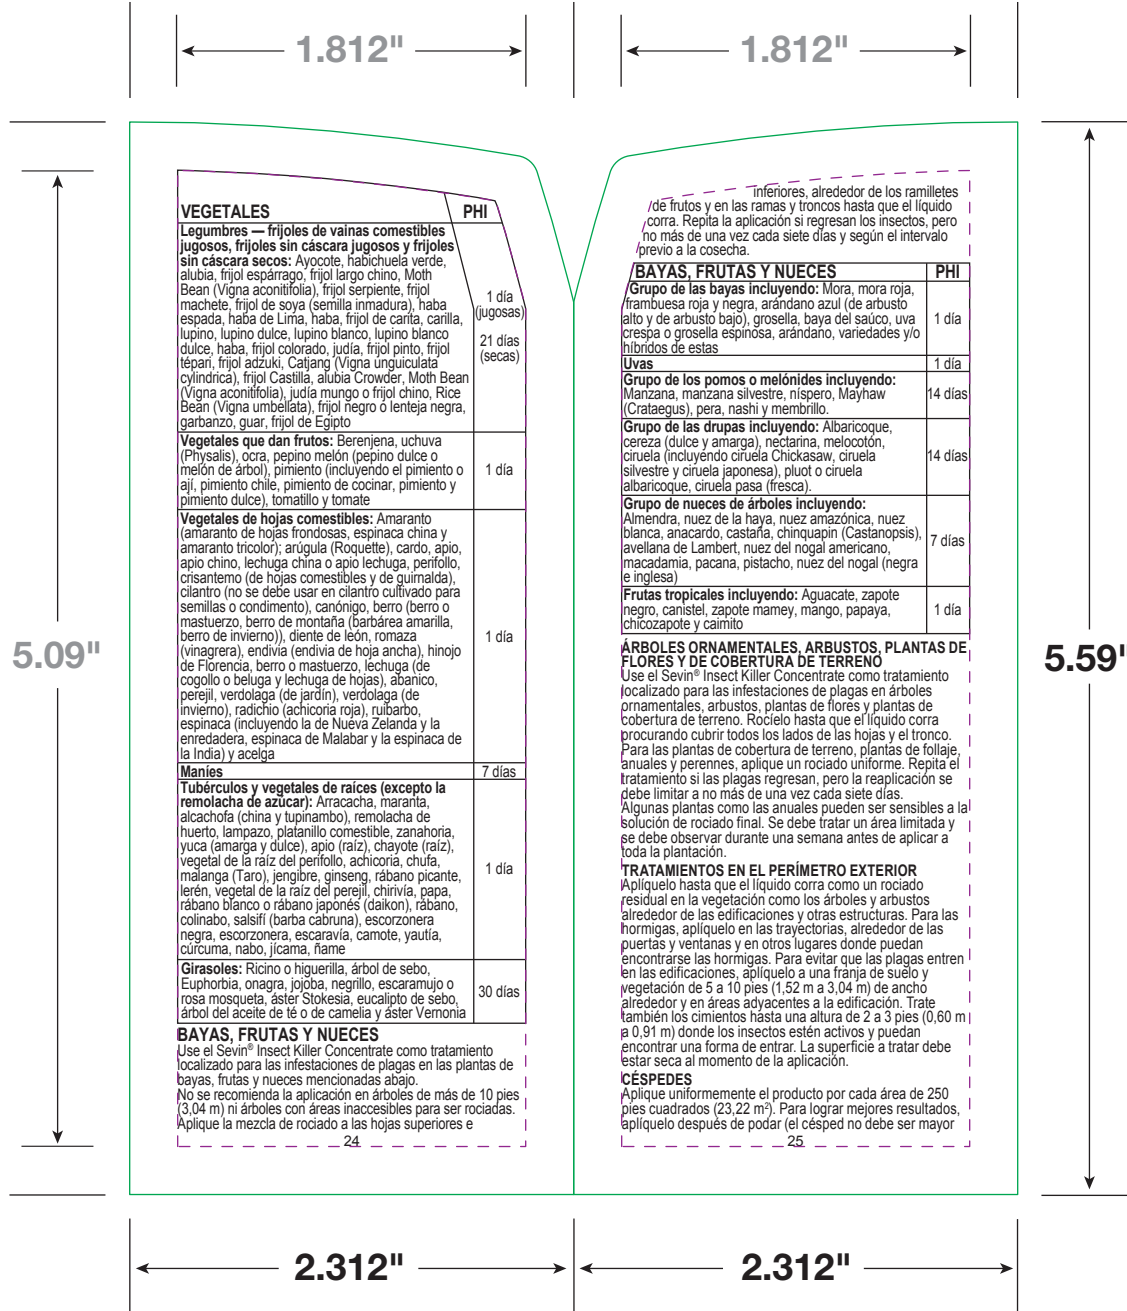 1.812"
1.812"
5.09"
5.59"
VEGETALES PHI
Legumbres — frijoles de vainas comestibles
jugosos, frijoles sin cáscara jugosos y frijoles
sin cáscara secos: Ayocote, habichuela verde,
alubia, frijol espárrago, frijol largo chino, Moth
Bean (Vigna aconitifolia), frijol serpiente, frijol
machete, frijol de soya (semilla inmadura), haba
espada, haba de Lima, haba, frijol de carita, carilla,
lupino, lupino dulce, lupino blanco, lupino blanco
dulce, haba, frijol colorado, judía, frijol pinto, frijol
tépari, frijol adzuki, Catjang (Vigna unguiculata
cylindrica), frijol Castilla, alubia Crowder, Moth Bean
(Vigna aconitifolia), judía mungo o frijol chino, Rice
Bean (Vigna umbellata), frijol negro o lenteja negra,
garbanzo, guar, frijol de Egipto
1 día
(jugosas)
21 días
(secas)
Vegetales que dan frutos: Berenjena, uchuva
(Physalis), ocra, pepino melón (pepino dulce o
melón de árbol), pimiento (incluyendo el pimiento o
ají, pimiento chile, pimiento de cocinar, pimiento y
pimiento dulce), tomatillo y tomate
1 día
Vegetales de hojas comestibles: Amaranto
(amaranto de hojas frondosas, espinaca china y
amaranto tricolor); arúgula (Roquette), cardo, apio,
apio chino, lechuga china o apio lechuga, perifollo,
crisantemo (de hojas comestibles y de guirnalda),
cilantro (no se debe usar en cilantro cultivado para
semillas o condimento), canónigo, berro (berro o
mastuerzo, berro de montaña (barbárea amarilla,
berro de invierno)), diente de león, romaza
(vinagrera), endivia (endivia de hoja ancha), hinojo
de Florencia, berro o mastuerzo, lechuga (de
cogollo o beluga y lechuga de hojas), abanico,
perejil, verdolaga (de jardín), verdolaga (de
invierno), radichio (achicoria roja), ruibarbo,
espinaca (incluyendo la de Nueva Zelanda y la
enredadera, espinaca de Malabar y la espinaca de
la India) y acelga
1 día
Maníes 7 días
Tubérculos y vegetales de raíces (excepto la
remolacha de azúcar): Arracacha, maranta,
alcachofa (china y tupinambo), remolacha de
huerto, lampazo, platanillo comestible, zanahoria,
yuca (amarga y dulce), apio (raíz), chayote (raíz),
vegetal de la raíz del perifollo, achicoria, chufa,
malanga (Taro), jengibre, ginseng, rábano picante,
lerén, vegetal de la raíz del perejil, chirivía, papa,
rábano blanco o rábano japonés (daikon), rábano,
colinabo, salsifí (barba cabruna), escorzonera
negra, escorzonera, escaravía, camote, yautía,
cúrcuma, nabo, jícama, ñame
1 día
Girasoles: Ricino o higuerilla, árbol de sebo,
Euphorbia, onagra, jojoba, negrillo, escaramujo o
rosa mosqueta, áster Stokesia, eucalipto de sebo,
árbol del aceite de té o de camelia y áster Vernonia
30 días
BAYAS, FRUTAS Y NUECES
Use el Sevin® Insect Killer Concentrate como tratamiento
localizado para las infestaciones de plagas en las plantas de
bayas, frutas y nueces mencionadas abajo.
No se recomienda la aplicación en árboles de más de 10 pies
(3,04 m) ni árboles con áreas inaccesibles para ser rociadas.
Aplique la mezcla de rociado a las hojas superiores e
24
inferiores, alrededor de los ramilletes
de frutos y en las ramas y troncos hasta que el líquido
corra. Repita la aplicación si regresan los insectos, pero
no más de una vez cada siete días y según el intervalo
previo a la cosecha.
BAYAS, FRUTAS Y NUECES PHI
Grupo de las bayas incluyendo: Mora, mora roja,
frambuesa roja y negra, arándano azul (de arbusto
alto y de arbusto bajo), grosella, baya del saúco, uva
crespa o grosella espinosa, arándano, variedades y/o
híbridos de estas
1 día
Uvas 1 día
Grupo de los pomos o melónides incluyendo:
Manzana, manzana silvestre, níspero, Mayhaw
(Crataegus), pera, nashi y membrillo.
14 días
Grupo de las drupas incluyendo: Albaricoque,
cereza (dulce y amarga), nectarina, melocotón,
ciruela (incluyendo ciruela Chickasaw, ciruela
silvestre y ciruela japonesa), pluot o ciruela
albaricoque, ciruela pasa (fresca).
14 días
Grupo de nueces de árboles incluyendo:
Almendra, nuez de la haya, nuez amazónica, nuez
blanca, anacardo, castaña, chinquapin (Castanopsis),
avellana de Lambert, nuez del nogal americano,
macadamia, pacana, pistacho, nuez del nogal (negra
e inglesa)
7 días
Frutas tropicales incluyendo: Aguacate, zapote
negro, canistel, zapote mamey, mango, papaya,
chicozapote y caimito
1 día
ÁRBOLES ORNAMENTALES, ARBUSTOS, PLANTAS DE
FLORES Y DE COBERTURA DE TERRENO
Use el Sevin® Insect Killer Concentrate como tratamiento
localizado para las infestaciones de plagas en árboles
ornamentales, arbustos, plantas de flores y plantas de
cobertura de terreno. Rocíelo hasta que el líquido corra
procurando cubrir todos los lados de las hojas y el tronco.
Para las plantas de cobertura de terreno, plantas de follaje,
anuales y perennes, aplique un rociado uniforme. Repita el
tratamiento si las plagas regresan, pero la reaplicación se
debe limitar a no más de una vez cada siete días.
Algunas plantas como las anuales pueden ser sensibles a la
solución de rociado final. Se debe tratar un área limitada y
se debe observar durante una semana antes de aplicar a
toda la plantación.
TRATAMIENTOS EN EL PERÍMETRO EXTERIOR
Aplíquelo hasta que el líquido corra como un rociado
residual en la vegetación como los árboles y arbustos
alrededor de las edificaciones y otras estructuras. Para las
hormigas, aplíquelo en las trayectorias, alrededor de las
puertas y ventanas y en otros lugares donde puedan
encontrarse las hormigas. Para evitar que las plagas entren
en las edificaciones, aplíquelo a una franja de suelo y
vegetación de 5 a 10 pies (1,52 m a 3,04 m) de ancho
alrededor y en áreas adyacentes a la edificación. Trate
también los cimientos hasta una altura de 2 a 3 pies (0,60 m
a 0,91 m) donde los insectos estén activos y puedan
encontrar una forma de entrar. La superficie a tratar debe
estar seca al momento de la aplicación.
CÉSPEDES
Aplique uniformemente el producto por cada área de 250
pies cuadrados (23,22 m²). Para lograr mejores resultados,
aplíquelo después de podar (el césped no debe ser mayor
25
2.312"
2.312"